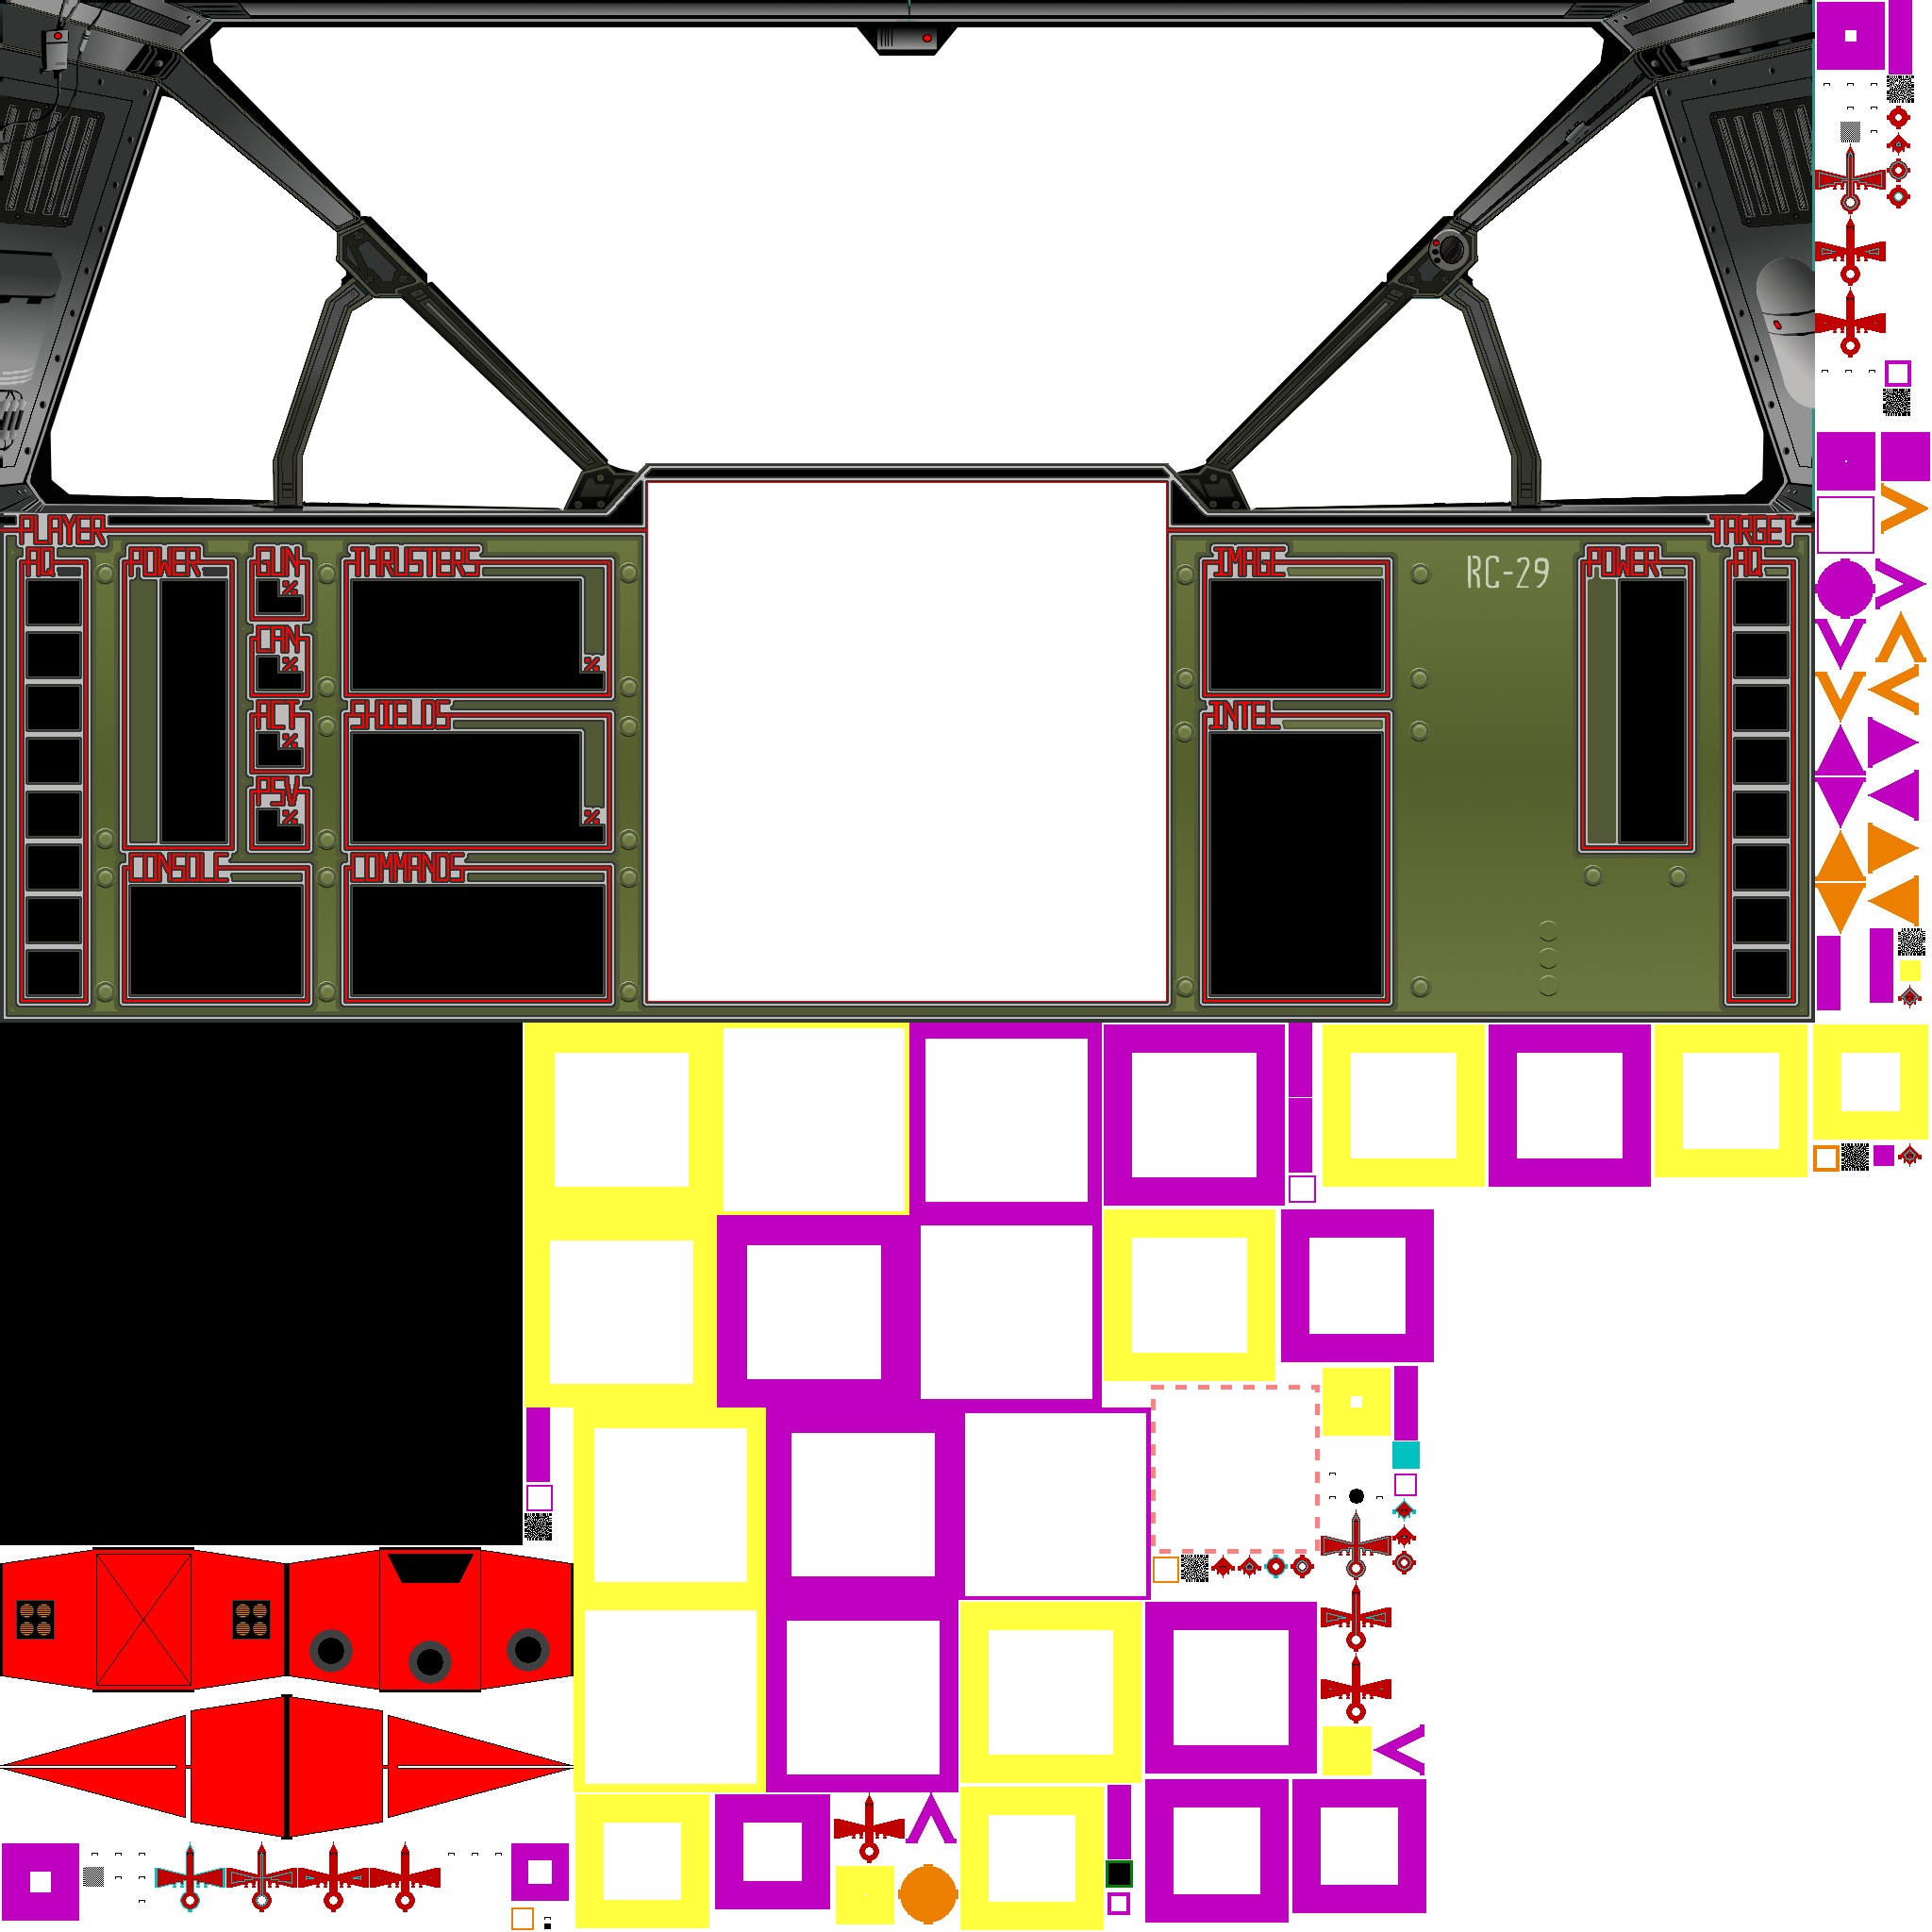 PLAYER
TARGET
AQ
POWER
GUN
%
THRUSTERS
IMAGE
RC-29
POWER
AQ
CAN
%
%
ACT
%
SHIELDS
INTEL
PSV
%
%
CONSOLE
COMMANDS